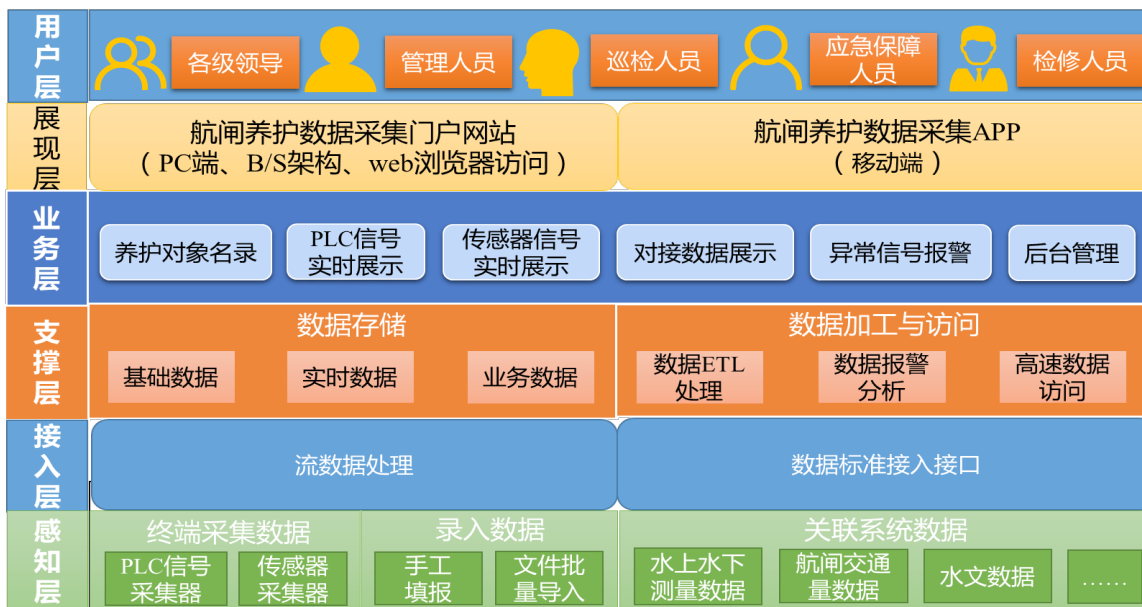 用户层
各级领导
管理人员
巡检人员
应急保障
人员
检修人员
展现层
航闸养护数据采集门户网站
（PC端、B/S架构、web浏览器访问）
航闸养护数据采集APP
（移动端）
业务层
养护对象名录
PLC信号
实时展示
传感器信号
实时展示
对接数据展示
异常信号报警
后台管理
支撑层
数据存储
基础数据
实时数据
业务数据
数据加工与访问
数据ETL
处理
数据报警
分析
高速数据
访问
接入层
流数据处理
数据标准接入接口
感知层
终端采集数据
PLC信号
采集器
传感器
采集器
录入数据
手工
填报
文件批
量导入
关联系统数据
水上水下
测量数据
航闸交通
量数据
水文数据
……